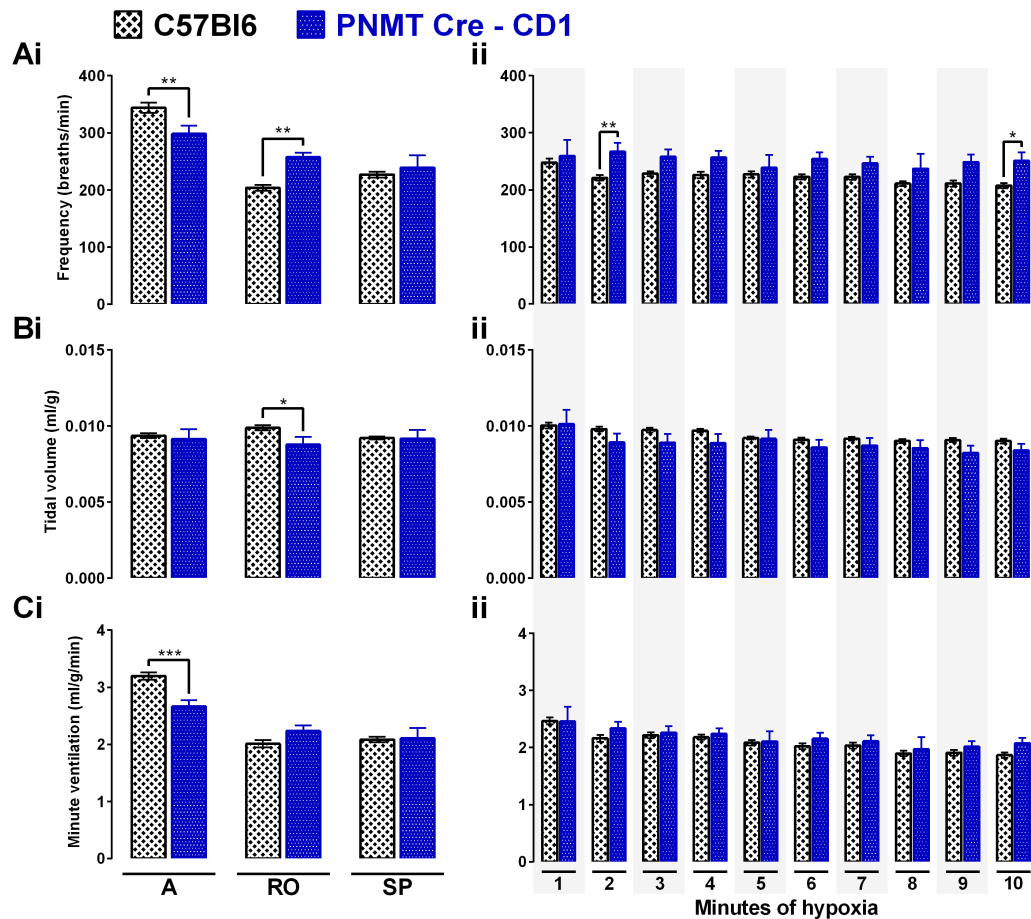 C57Bl6 PNMT Cre - CD1
Ai
ii
Frequency (breaths/min)
400
300
200
100
0
**
**
400
300
200
100
0
**
*
Bi
ii
Tidal volume (ml/g)
0.015
0.010
0.005
0.000
*
0.015
0.010
0.005
0.000
Ci
ii
Minute ventilation (ml/g/min)
4
3
2
1
0
***
4
3
2
1
0
A RO SP
1 2 3 4 5 6 7 8 9 10
Minutes of hypoxia